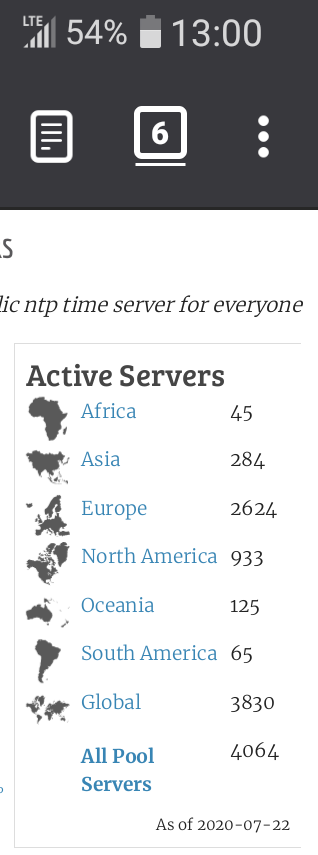 LTE 54% 13:00
6
lic ntp time server for everyone
Active Servers
Africa 45
Asia 284
Europe 2624
North America 933
Oceania 125
South America 65
Global 3830
All Pool 4064
Servers
As of 2020-07-22